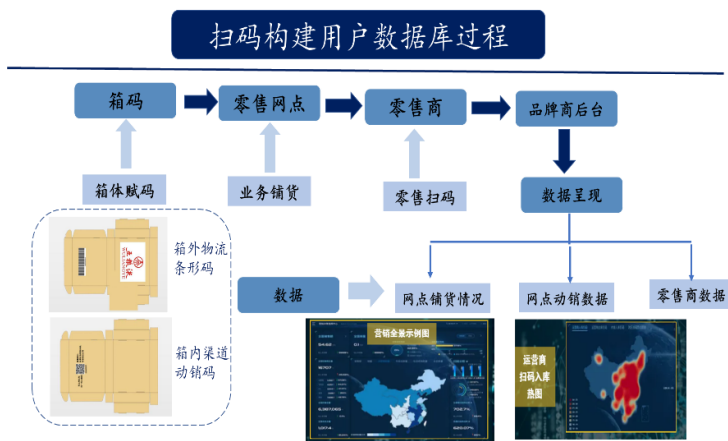 扫码构建用户数据库过程
箱码
零售网点
零售商
品牌商后台
箱体赋码
业务铺货
零售扫码
数据呈现
箱外物流
条形码
箱内渠道
动销码
数据
网点铺货情况
网点动销数据
零售商数据
营销全景示例图
运营商
扫码入库
热图